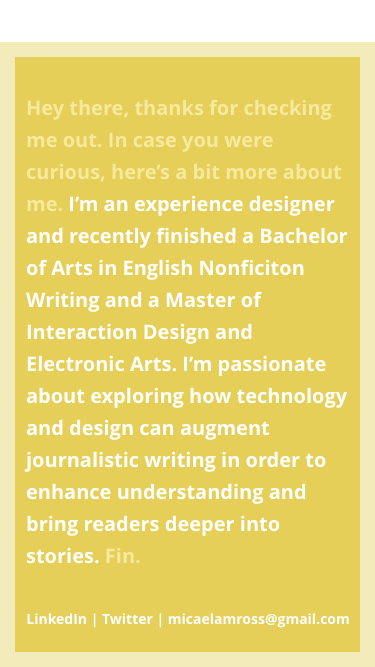 Hey there, thanks for checking
me out. In case you were
curious, here’s a bit more about
me. I’m an experience designer
and recently finished a Bachelor
of Arts in English Nonficiton
Writing and a Master of
Interaction Design and
Electronic Arts. I’m passionate
about exploring how technology
and design can augment
journalistic writing in order to
enhance understanding and
bring readers deeper into
stories. Fin.
LinkedIn | Twitter | micaelamross@gmail.com